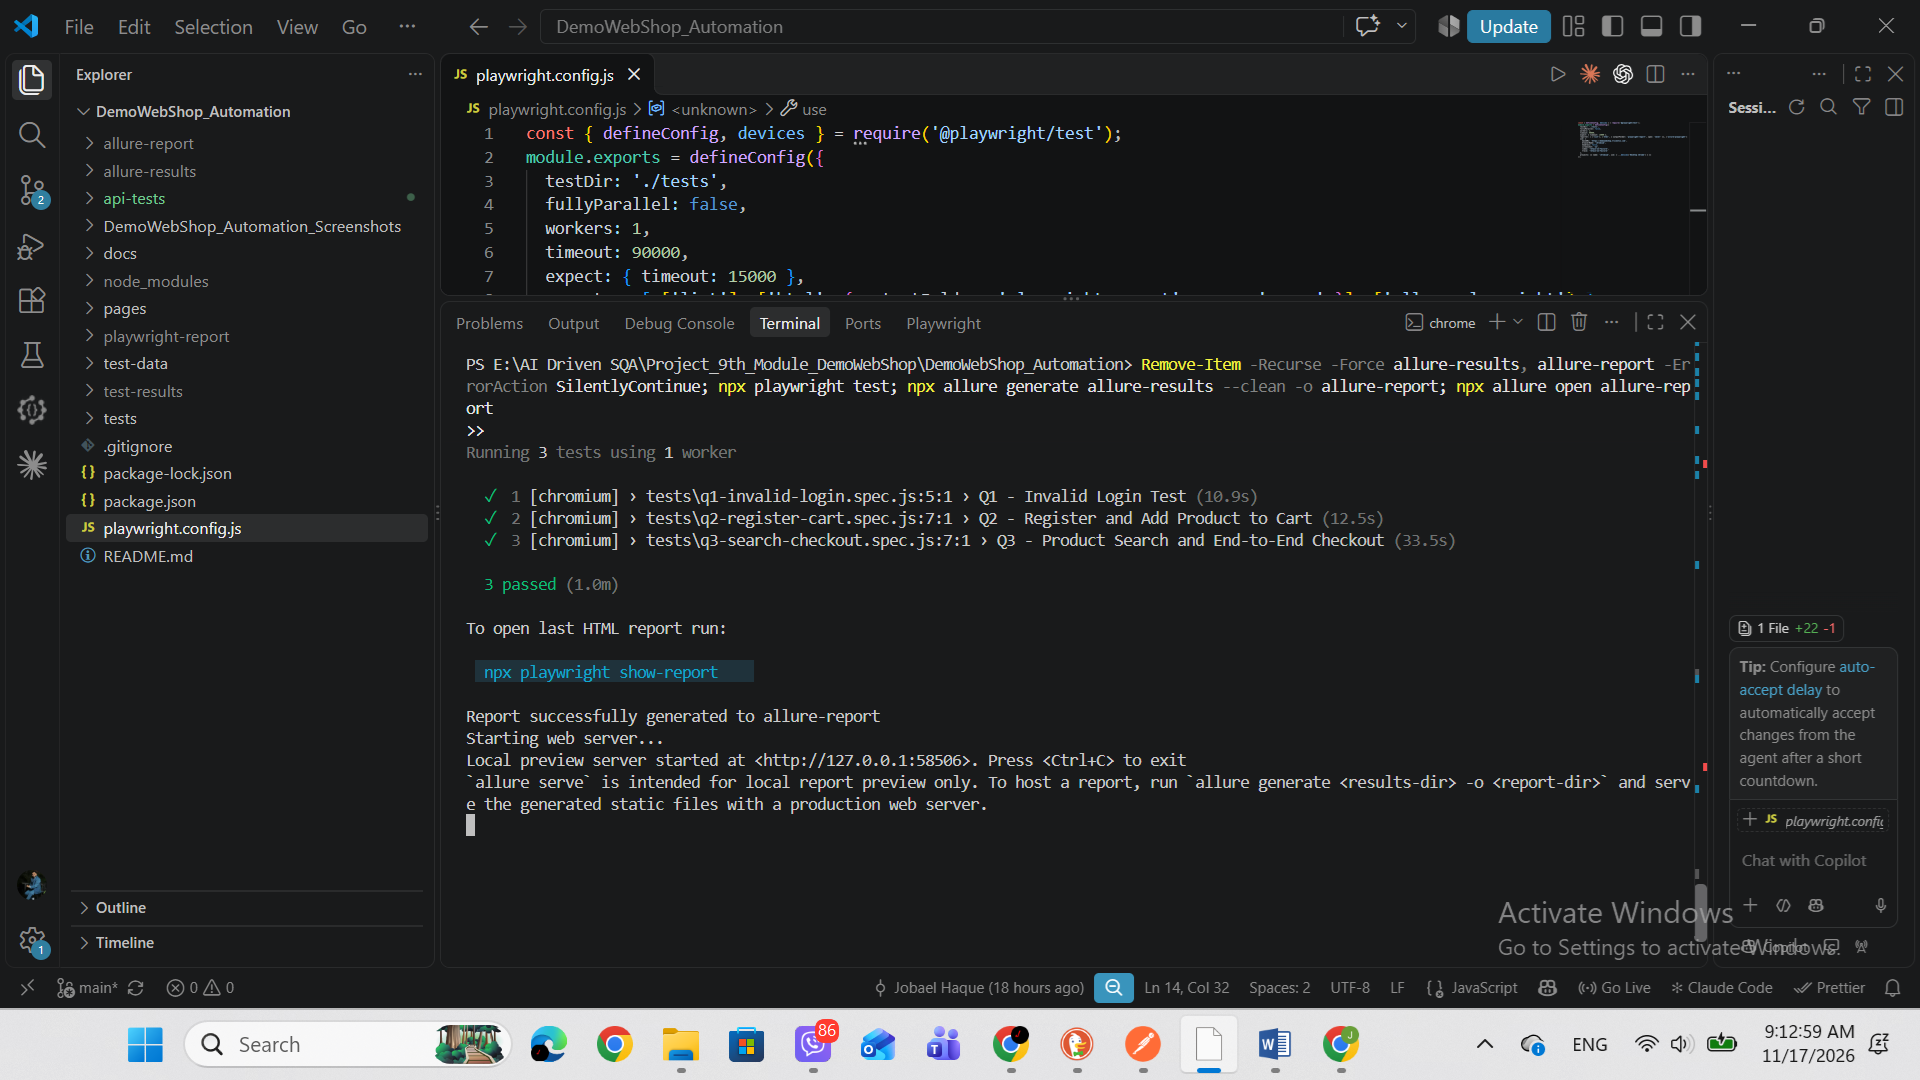 File Edit Selection View Go ··· DemoWebShop_Automation Update
Explorer
DemoWebShop_Automation
allure-report
allure-results
api-tests
DemoWebShop_Automation_Screenshots
docs
node_modules
pages
playwright-report
test-data
test-results
tests
.gitignore
{} package-lock.json
{} package.json
JS playwright.config.js
README.md
Outline
Timeline
2
1
JS playwright.config.js
JS playwright.config.js > <unknown> > use
1 const { defineConfig, devices } = require('@playwright/test');
2 module.exports = defineConfig({
3 testDir: './tests',
4 fullyParallel: false,
5 workers: 1,
6 timeout: 90000,
7 expect: { timeout: 15000 },
Problems Output Debug Console Terminal Ports Playwright chrome
PS E:\AI Driven SQA\Project_9th_Module_DemoWebShop\DemoWebShop_Automation> Remove-Item -Recurse -Force allure-results, allure-report -Er
rorAction SilentlyContinue; npx playwright test; npx allure generate allure-results --clean -o allure-report; npx allure open allure-rep
ort
>>
Running 3 tests using 1 worker
✓ 1 [chromium] › tests\q1-invalid-login.spec.js:5:1 › Q1 - Invalid Login Test (10.9s)
✓ 2 [chromium] › tests\q2-register-cart.spec.js:7:1 › Q2 - Register and Add Product to Cart (12.5s)
✓ 3 [chromium] › tests\q3-search-checkout.spec.js:7:1 › Q3 - Product Search and End-to-End Checkout (33.5s)
3 passed (1.0m)
To open last HTML report run:
npx playwright show-report
Report successfully generated to allure-report
Starting web server...
Local preview server started at <http://127.0.0.1:58506>. Press <Ctrl+C> to exit
`allure serve` is intended for local report preview only. To host a report, run `allure generate <results-dir> -o <report-dir>` and serv
e the generated static files with a production web server.
Sessi...
1 File +22 -1
Tip: Configure auto-
accept delay to
automatically accept
changes from the
agent after a short
countdown.
JS playwright.config
Chat with Copilot
Copilot
Activate Windows
Go to Settings to activate Windows.
main* 0 0 Jobael Haque (18 hours ago) Ln 14, Col 32 Spaces: 2 UTF-8 LF {} JavaScript Go Live Claude Code Prettier
Search 86 ENG 9:12:59 AM
11/17/2026